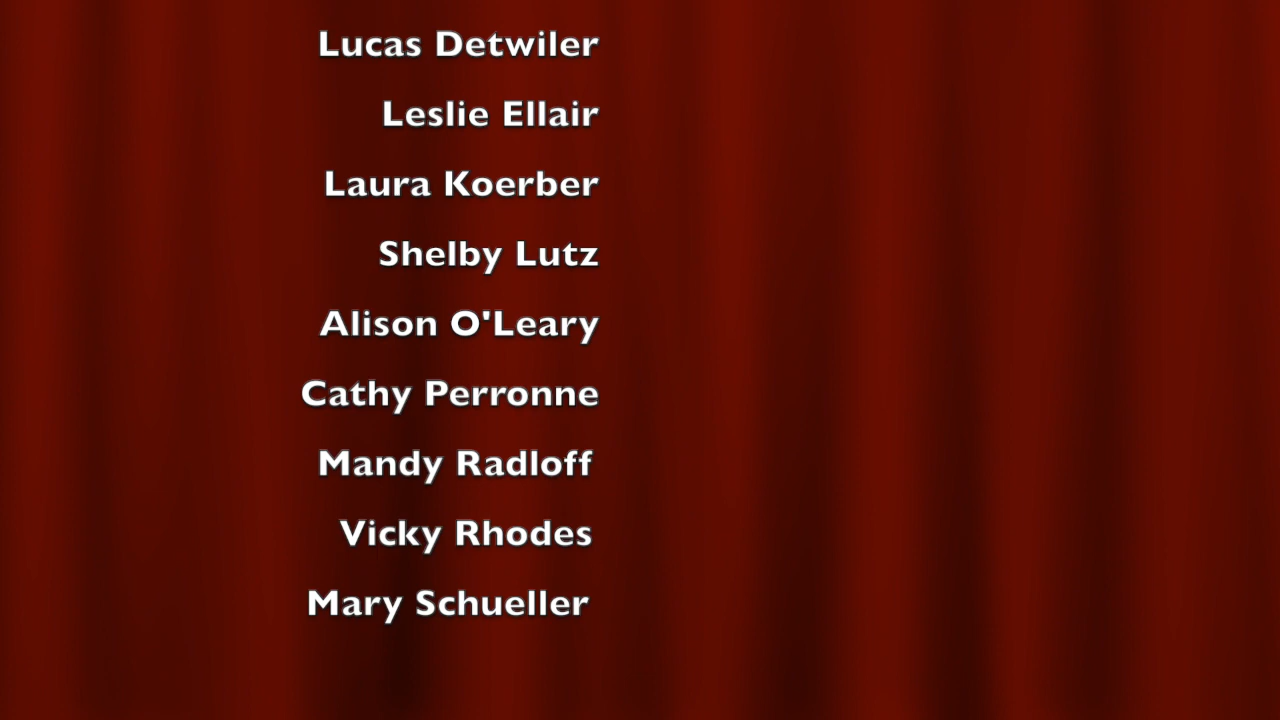 Lucas Detwiler
Leslie Ellair
Laura Koerber
Shelby Lutz
Alison O'Leary
Cathy Perronne
Mandy Radloff
Vicky Rhodes
Mary Schueller